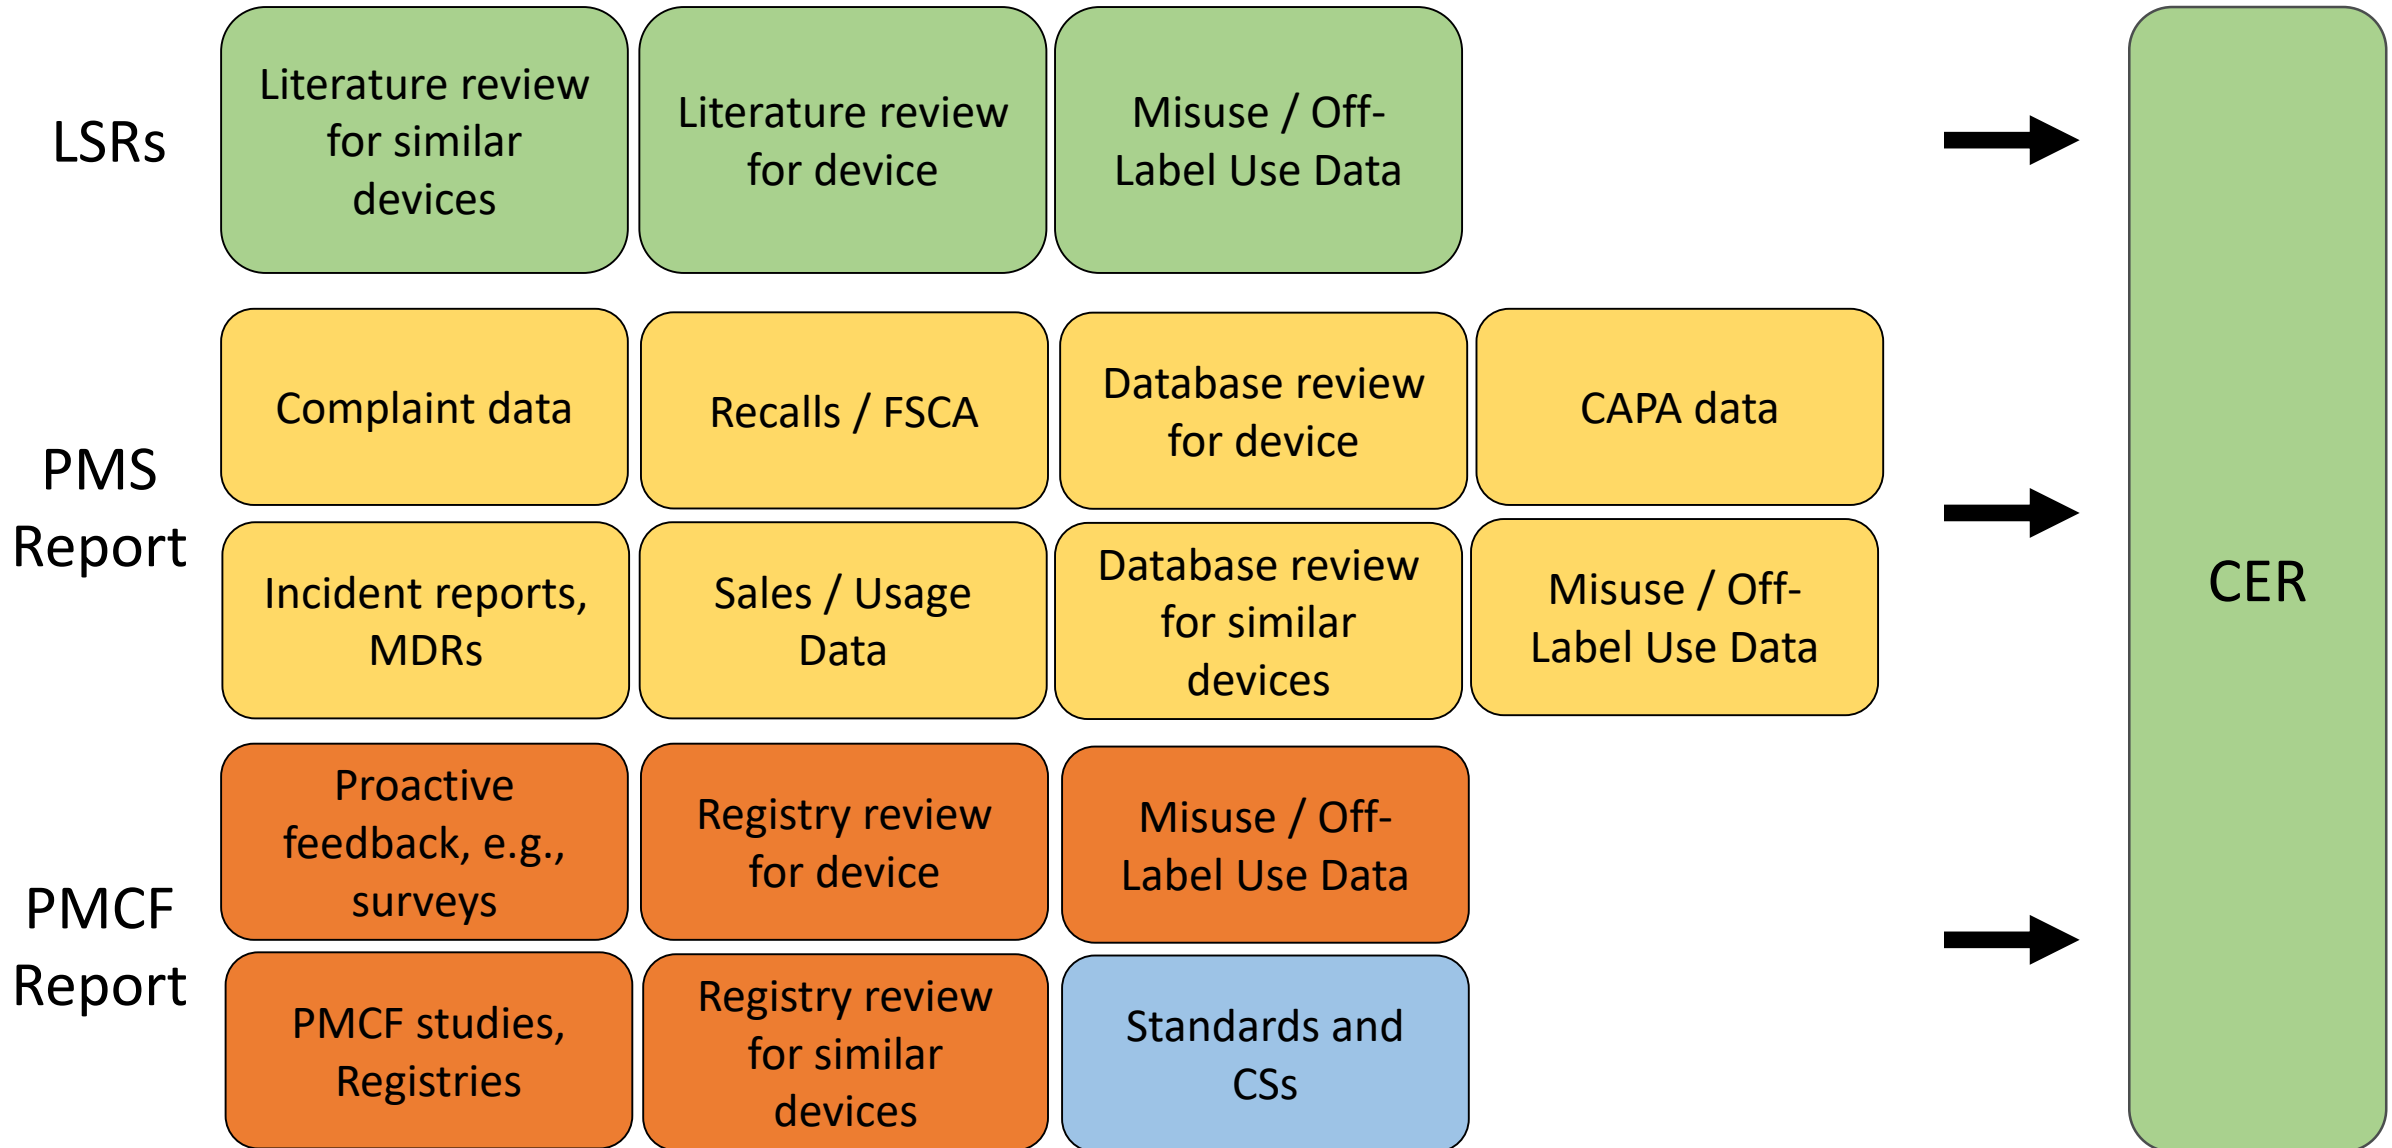 LSRs
Literature review
for similar
devices
Literature review
for device
Misuse / Off-
Label Use Data
PMS
Report
Complaint data
Recalls / FSCA
Database review
for device
CAPA data
Incident reports,
MDRs
Sales / Usage
Data
Database review
for similar
devices
Misuse / Off-
Label Use Data
PMCF
Report
Proactive
feedback, e.g.,
surveys
Registry review
for device
Misuse / Off-
Label Use Data
PMCF studies,
Registries
Registry review
for similar
devices
Standards and
CSs
CER